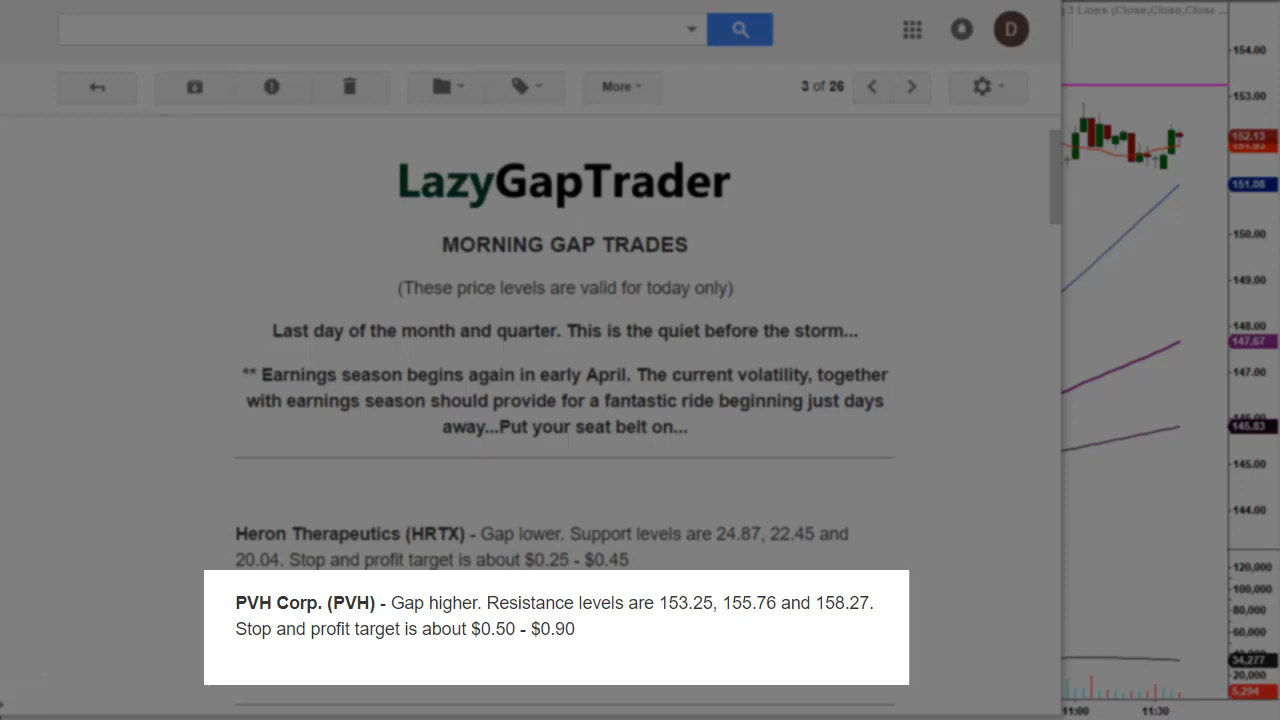 3 Lines (Close,Close,Close ...
D
More
3 of 26
LazyGapTrader
MORNING GAP TRADES
(These price levels are valid for today only)
Last day of the month and quarter. This is the quiet before the storm...
** Earnings season begins again in early April. The current volatility, together
with earnings season should provide for a fantastic ride beginning just days
away...Put your seat belt on...
Heron Therapeutics (HRTX) - Gap lower. Support levels are 24.87, 22.45 and
20.04. Stop and profit target is about $0.25 - $0.45
PVH Corp. (PVH) - Gap higher. Resistance levels are 153.25, 155.76 and 158.27.
Stop and profit target is about $0.50 - $0.90
154.00
153.00
152.13
151.08
150.00
149.00
148.00
147.67
147.00
145.83
145.00
144.00
120,000
100,000
80,000
60,000
34,277
20,000
5,294
11:00
11:30